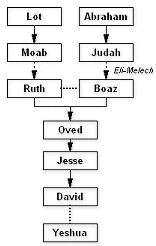 Lot Abraham
Moab Judah
Eli-Melech
Ruth Boaz
Oved
Jesse
David
Yeshua